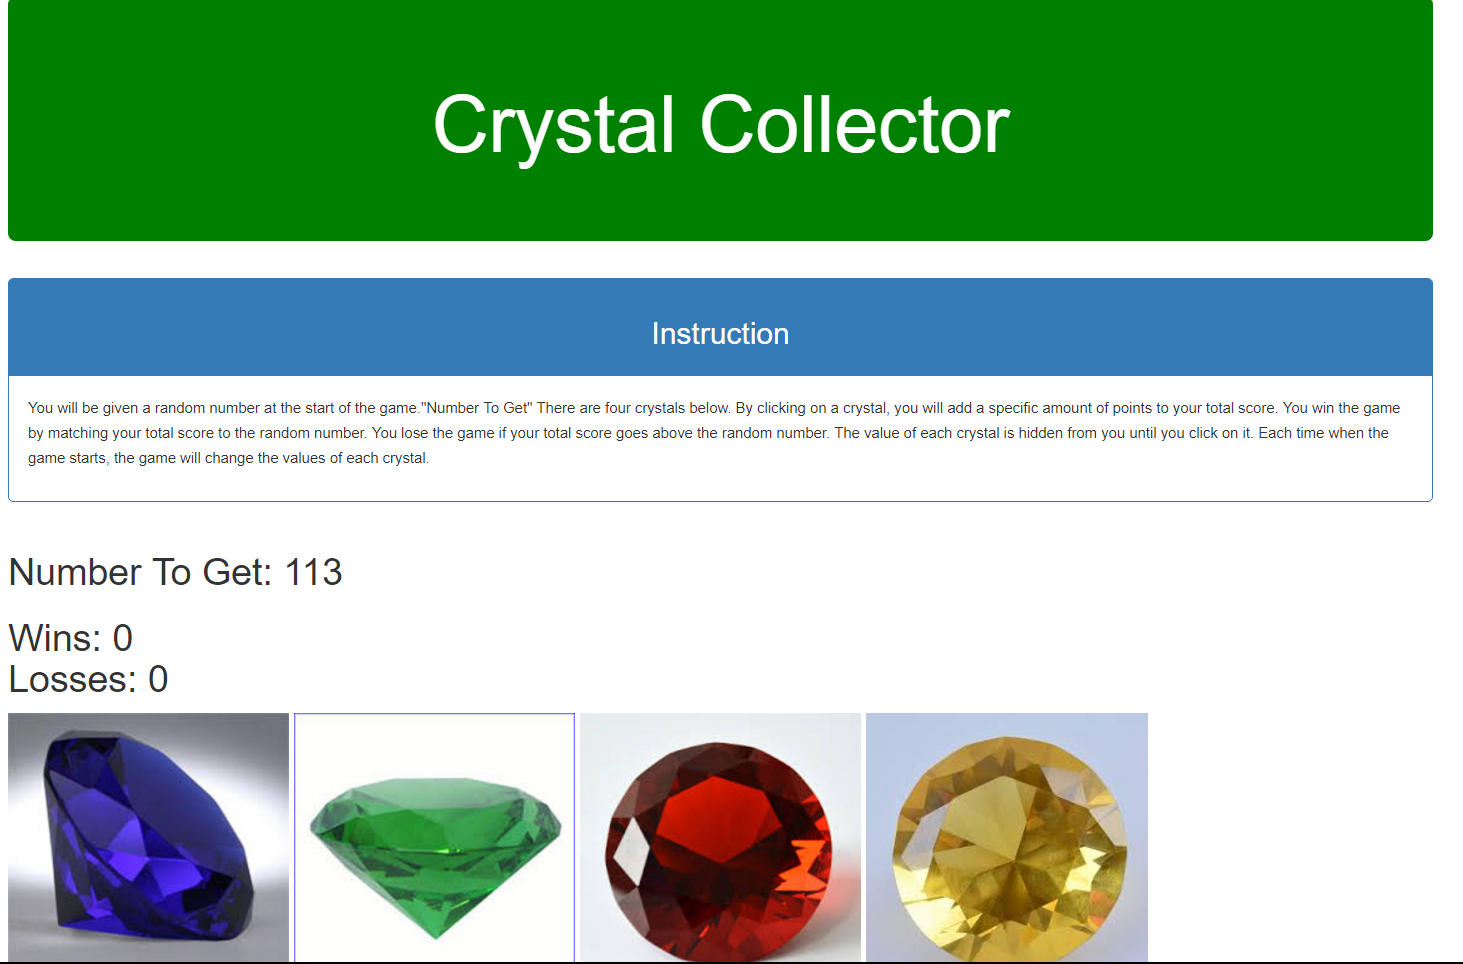 Crystal Collector
Instruction
You will be given a random number at the start of the game."Number To Get" There are four crystals below. By clicking on a crystal, you will add a specific amount of points to your total score. You win the game
by matching your total score to the random number. You lose the game if your total score goes above the random number. The value of each crystal is hidden from you until you click on it. Each time when the
game starts, the game will change the values of each crystal.
Number To Get: 113
Wins: 0
Losses: 0